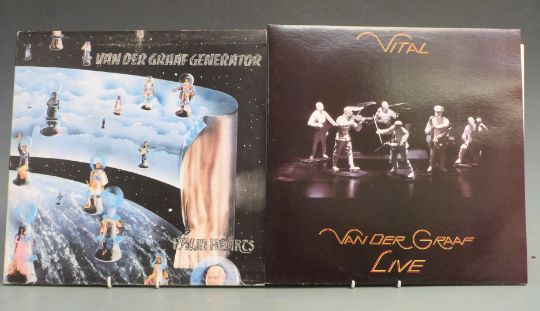 VAN DER GRAAF GENERATOR
PAWN HEARTS
VITAL
VAN DER GRAAF
LIVE